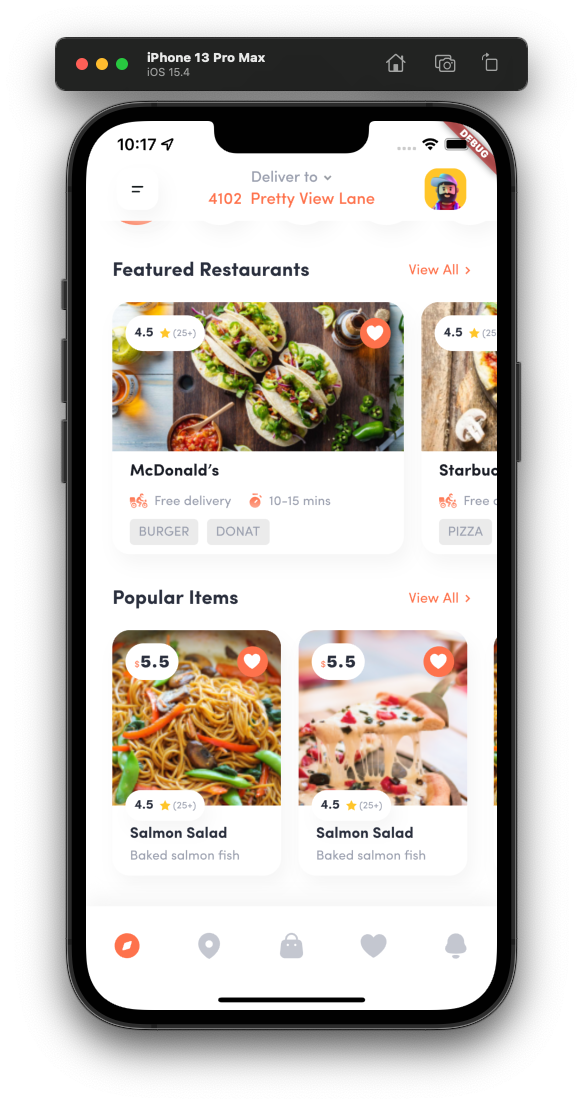 iPhone 13 Pro Max
iOS 15.4
10:17
DEBUG
Deliver to
4102 Pretty View Lane
Featured Restaurants
View All
4.5 (25+)
4.5 (25
McDonald's
Starbuc
Free delivery
10-15 mins
Free
BURGER
DONAT
PIZZA
Popular Items
View All
$5.5
$5.5
4.5 (25+)
4.5 (25+)
Salmon Salad
Salmon Salad
Baked salmon fish
Baked salmon fish